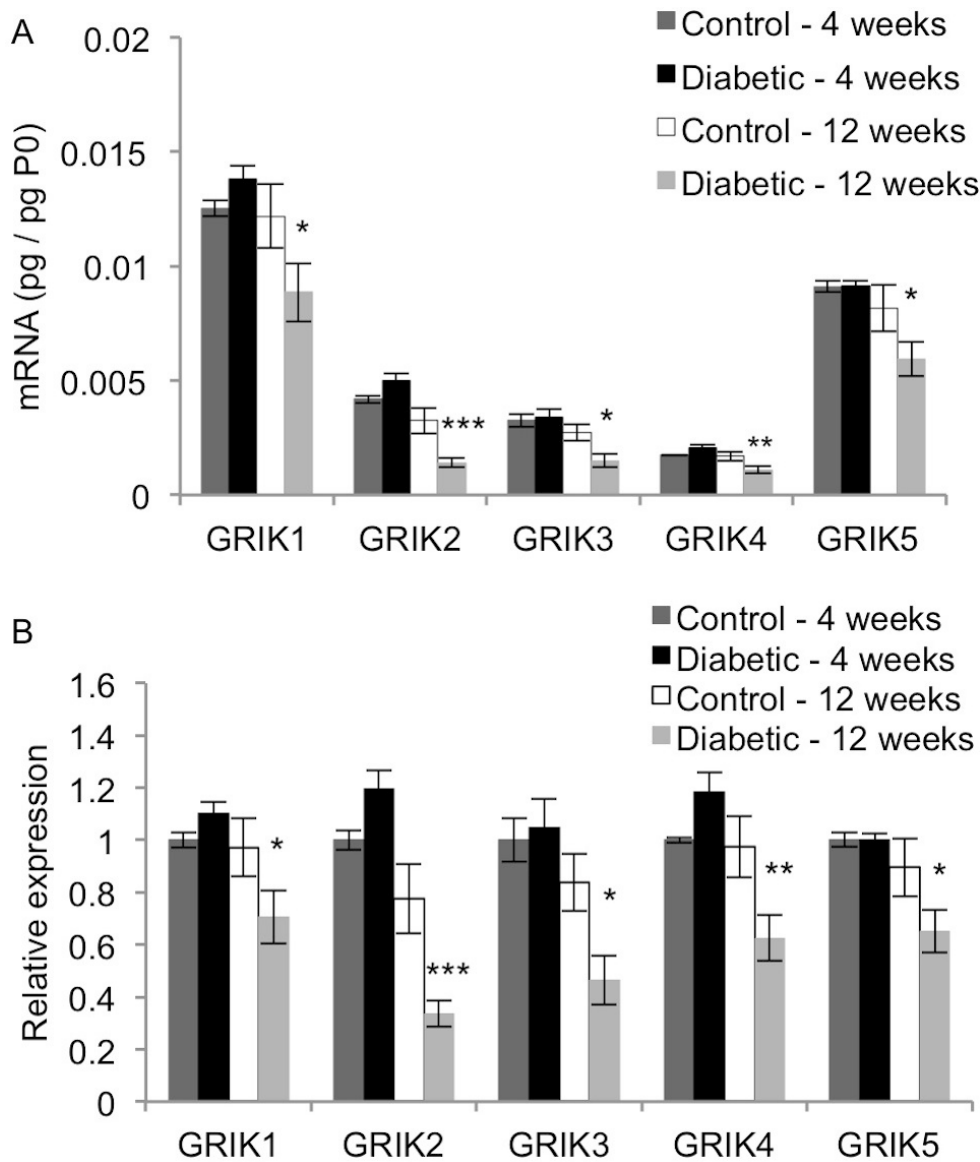 A
0.02
0.015
0.01
0.005
0
mRNA (pg / pg P0)
Control - 4 weeks
Diabetic - 4 weeks
Control - 12 weeks
Diabetic - 12 weeks
*
***
*
**
*
GRIK1 GRIK2 GRIK3 GRIK4 GRIK5
B
Control - 4 weeks
Diabetic - 4 weeks
Control - 12 weeks
Diabetic - 12 weeks
1.6
1.4
1.2
1
0.8
0.6
0.4
0.2
0
Relative expression
*
***
*
**
*
GRIK1 GRIK2 GRIK3 GRIK4 GRIK5